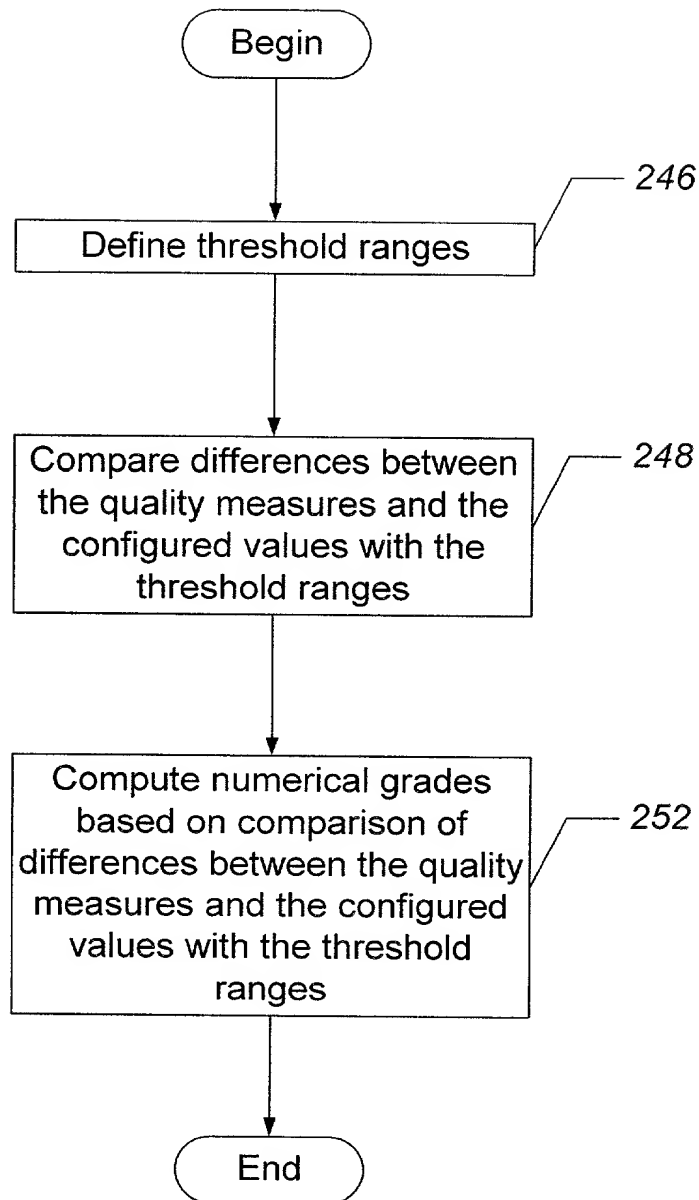 Begin
246
Define threshold ranges
248
Compare differences between
the quality measures and the
configured values with the
threshold ranges
252
Compute numerical grades
based on comparison of
differences between the quality
measures and the configured
values with the threshold
ranges
End